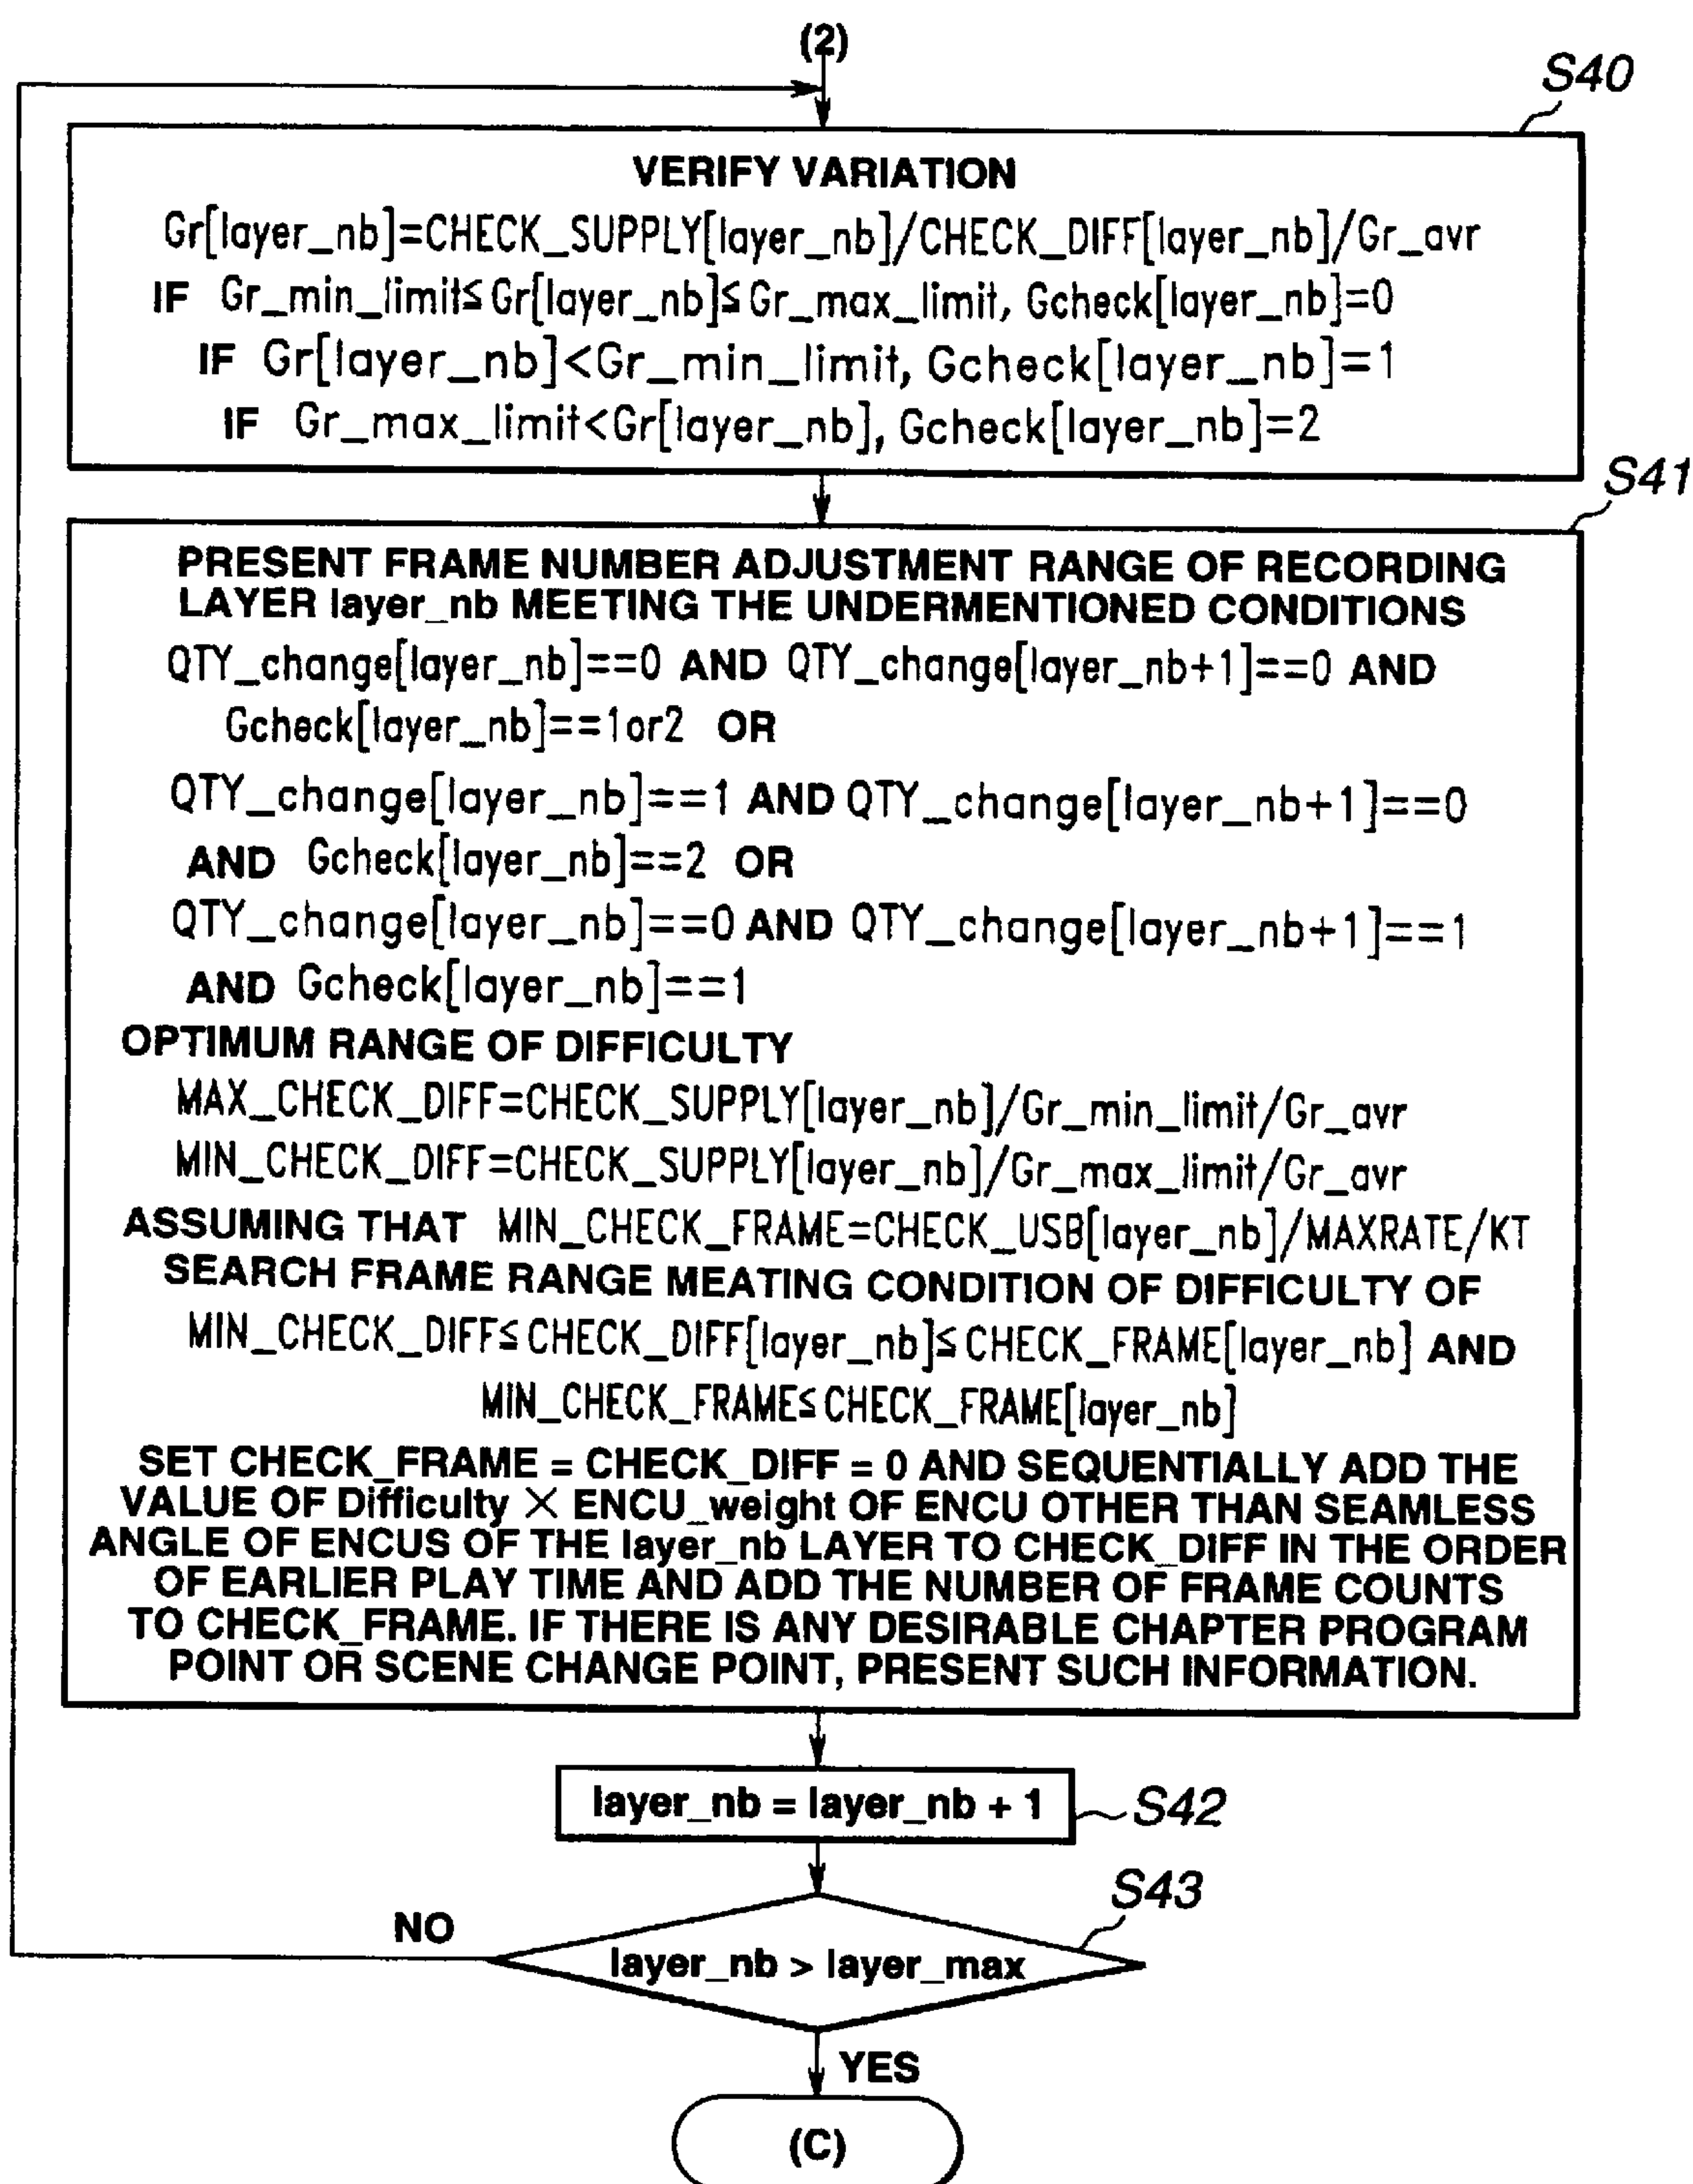 (2)
S40
VERIFY VARIATION
Gr[layer_nb]=CHECK_SUPPLY[layer_nb]/CHECK_DIFF[layer_nb]/Gr_avr
IF Gr_min_limit≤Gr[layer_nb]≤Gr_max_limit, Gcheck[layer_nb]=0
IF Gr[layer_nb]<Gr_min_limit, Gcheck[layer_nb]=1
IF Gr_max_limit<Gr[layer_nb], Gcheck[layer_nb]=2
S41
PRESENT FRAME NUMBER ADJUSTMENT RANGE OF RECORDING
LAYER layer_nb MEETING THE UNDERMENTIONED CONDITIONS
QTY_change[layer_nb]==0 AND QTY_change[layer_nb+1]==0 AND
Gcheck[layer_nb]==1or2 OR
QTY_change[layer_nb]==1 AND QTY_change[layer_nb+1]==0
AND Gcheck[layer_nb]==2 OR
QTY_change[layer_nb]==0 AND QTY_change[layer_nb+1]==1
AND Gcheck[layer_nb]==1
OPTIMUM RANGE OF DIFFICULTY
MAX_CHECK_DIFF=CHECK_SUPPLY[layer_nb]/Gr_min_limit/Gr_avr
MIN_CHECK_DIFF=CHECK_SUPPLY[layer_nb]/Gr_max_limit/Gr_avr
ASSUMING THAT MIN_CHECK_FRAME=CHECK_USB[layer_nb]/MAXRATE/KT
SEARCH FRAME RANGE MEATING CONDITION OF DIFFICULTY OF
MIN_CHECK_DIFF≤CHECK_DIFF[layer_nb]≤CHECK_FRAME[layer_nb] AND
MIN_CHECK_FRAME≤CHECK_FRAME[layer_nb]
SET CHECK_FRAME = CHECK_DIFF = 0 AND SEQUENTIALLY ADD THE
VALUE OF Difficulty × ENCU_weight OF ENCU OTHER THAN SEAMLESS
ANGLE OF ENCUS OF THE layer_nb LAYER TO CHECK_DIFF IN THE ORDER
OF EARLIER PLAY TIME AND ADD THE NUMBER OF FRAME COUNTS
TO CHECK_FRAME. IF THERE IS ANY DESIRABLE CHAPTER PROGRAM
POINT OR SCENE CHANGE POINT, PRESENT SUCH INFORMATION.
layer_nb = layer_nb + 1
S42
S43
NO
layer_nb > layer_max
YES
(C)